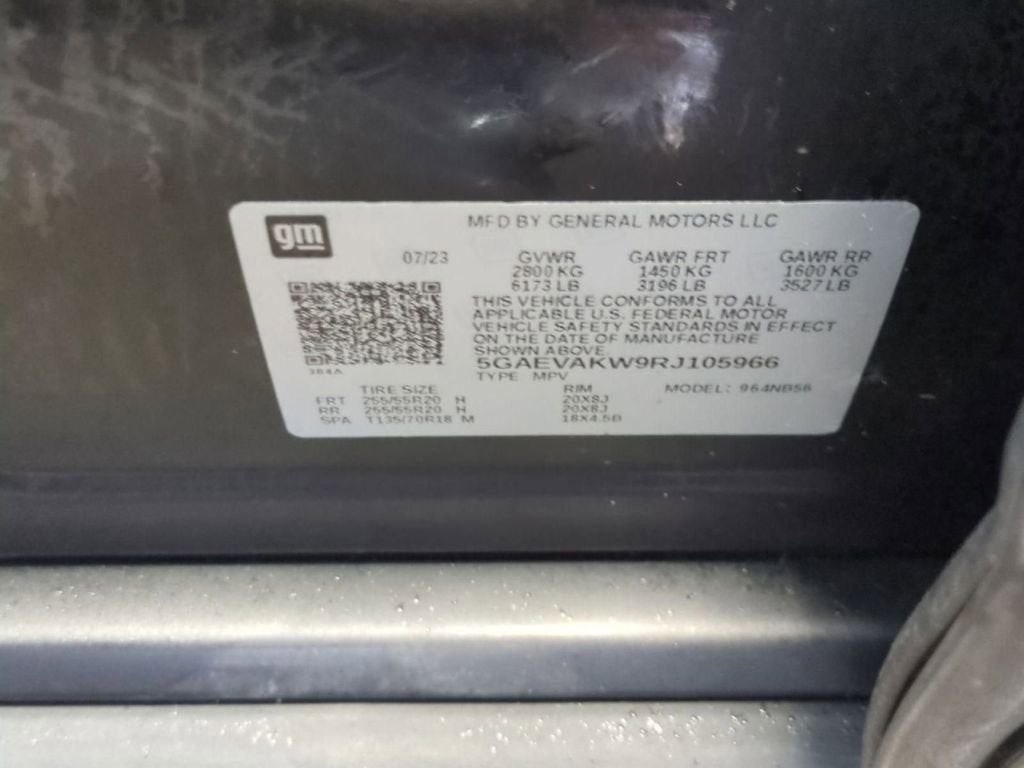 gm
MFD BY GENERAL MOTORS LLC
07/23 GVWR GAWR FRT GAWR RR
2800 KG 1450 KG 1600 KG
6173 LB 3196 LB 3527 LB
THIS VEHICLE CONFORMS TO ALL
APPLICABLE U.S. FEDERAL MOTOR
VEHICLE SAFETY STANDARDS IN EFFECT
ON THE DATE OF MANUFACTURE
SHOWN ABOVE.
5GAEVAKW9RJ105966
TYPE MPV
TIRE SIZE RIM MODEL: 964NB56
FRT 255/55R20 H 20X8J
RR 255/55R20 H 20X8J
SPA T135/70R18 M 18X4.5B